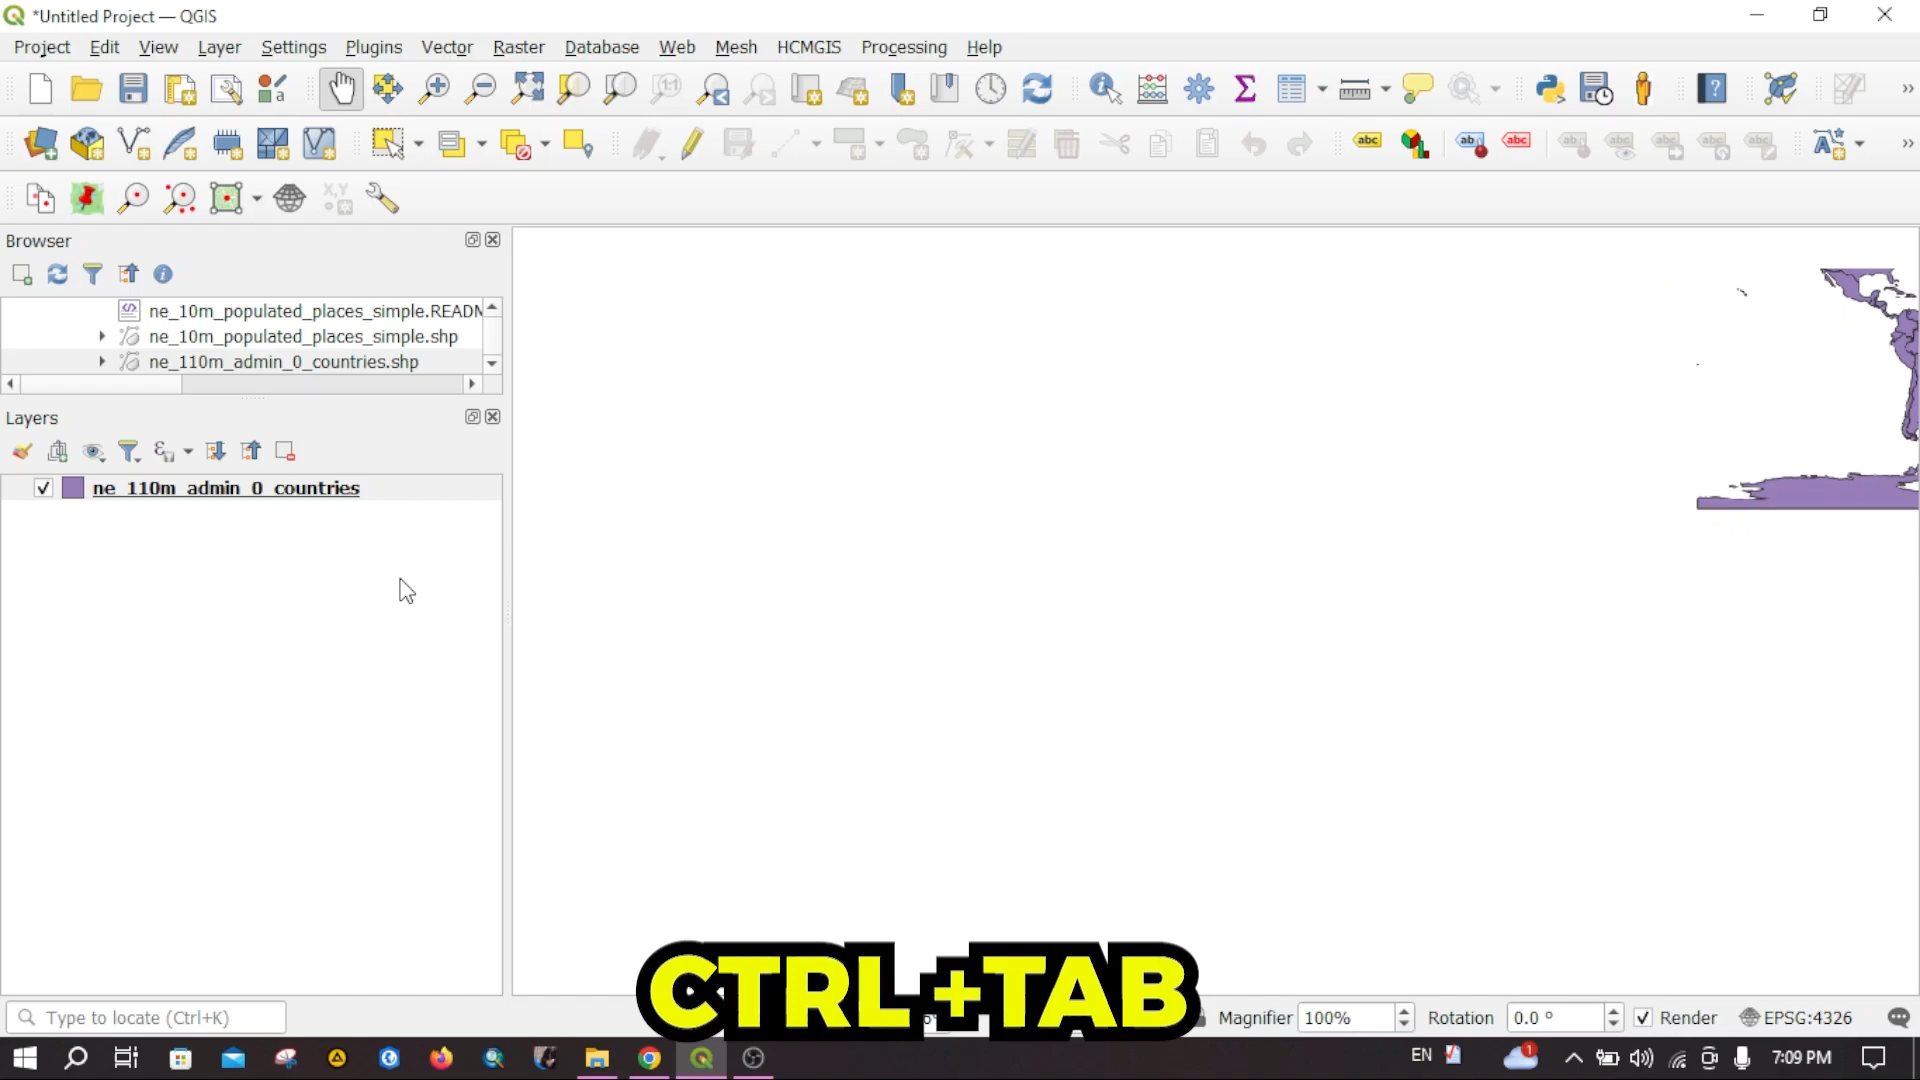 *Untitled Project — QGIS
Project Edit View Layer Settings Plugins Vector Raster Database Web Mesh HCMGIS Processing Help
Browser
ne_10m_populated_places_simple.READM
ne_10m_populated_places_simple.shp
ne_110m_admin_0_countries.shp
Layers
ne_110m_admin_0_countries
CTRL +TAB
Type to locate (Ctrl+K)
Magnifier 100%
Rotation 0.0 °
Render
EPSG:4326
EN
7:09 PM